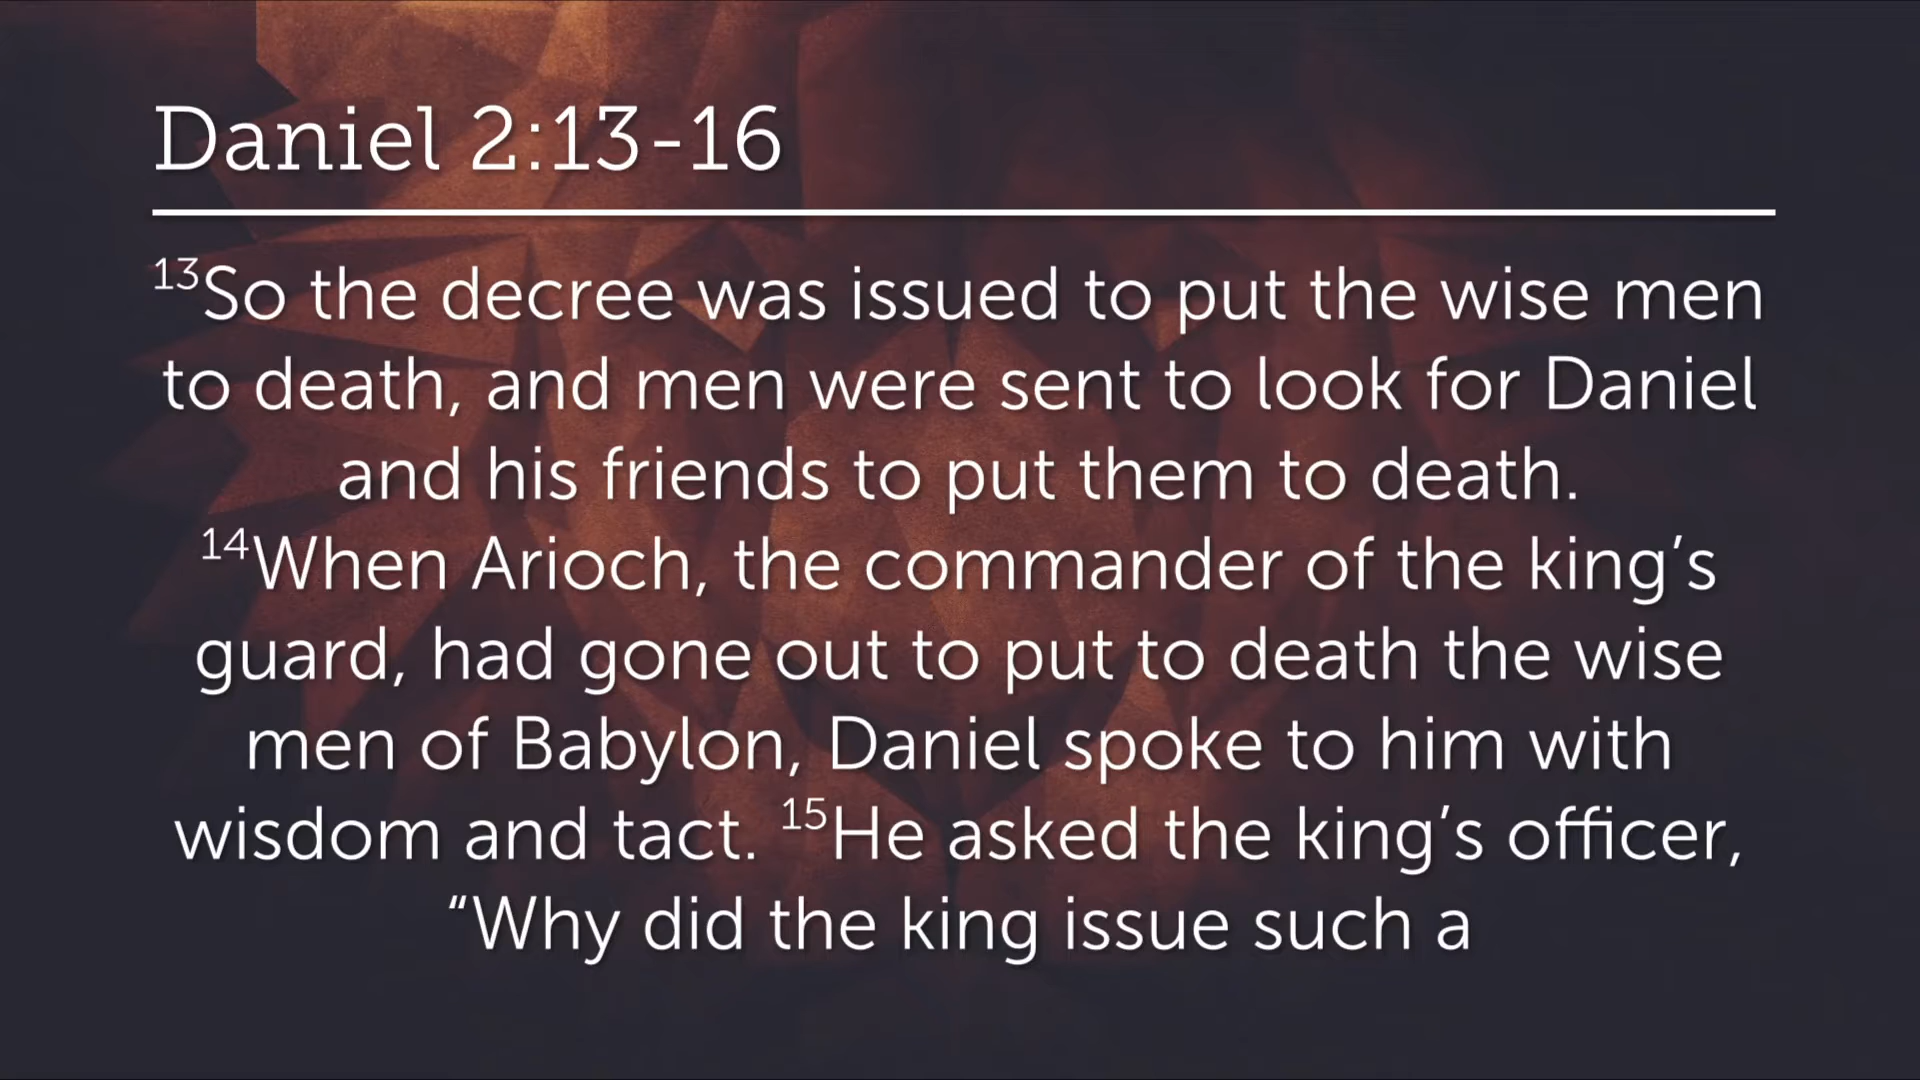 Daniel 2:13-16
13So the decree was issued to put the wise men
to death, and men were sent to look for Daniel
and his friends to put them to death.
14When Arioch, the commander of the king’s
guard, had gone out to put to death the wise
men of Babylon, Daniel spoke to him with
wisdom and tact. 15He asked the king’s officer,
“Why did the king issue such a